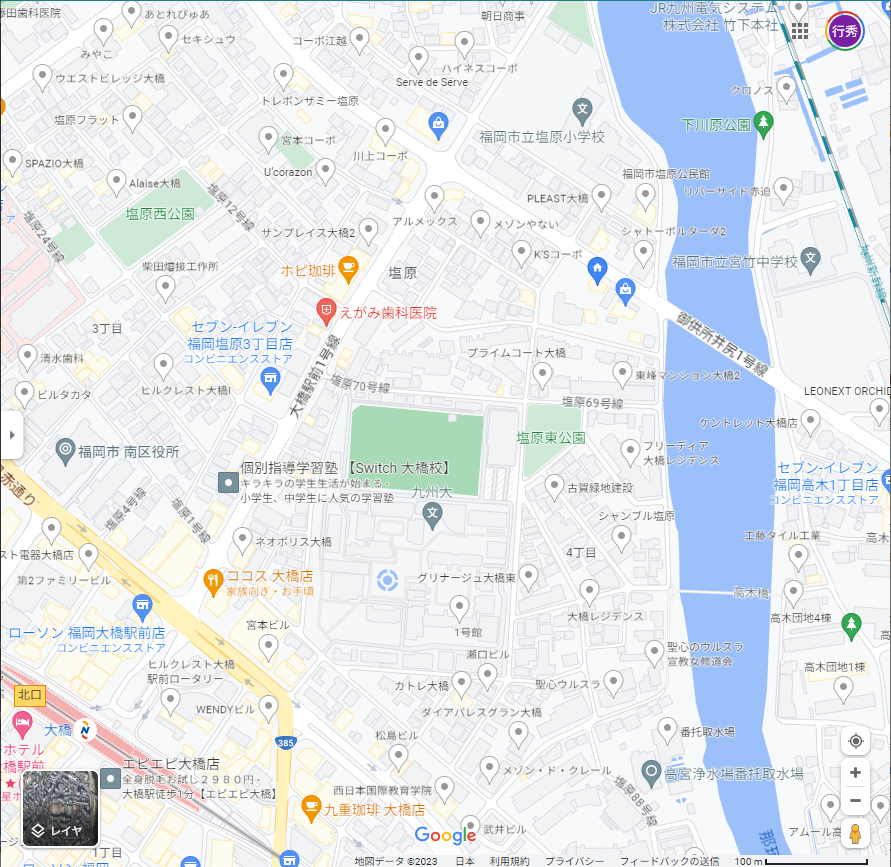 藤田歯科医院
あとれぴゅあ
朝日商事
JR九州電気システム
株式会社 竹下本社
行秀
みやこ
セキシュウ
コーポ江越
ハイネスコーポ
Serve de Serve
ウエストビレッジ大橋
トレボンザミー塩原
クロノス
塩原フラット
宮本コーポ
福岡市立塩原小学校
下川原公園
SPAZIO大橋
川上コーポ
U'corazon
Alaise大橋
福岡市塩原公民館
リバーサイド赤迫
塩原12号線
PLEAST大橋
塩原西公園
アルメックス
メゾンやない
塩原24号線
サンプレイス大橋2
シャトーポルターダ2
K'Sコーポ
柴田熔接工作所
ホピ珈琲
塩原
福岡市立宮竹中学校
えがみ歯科医院
3丁目
セブン-イレブン
福岡塩原3丁目店
コンビニエンスストア
御供所井尻1号線
清水歯科
大橋駅前1号線
プライムコート大橋
ヒルクレスト大橋I
塩原70号線
東峰マンション大橋2
ビルタカタ
塩原69号線
LEONEXT ORCHID
ケントレット大橋店
塩原東公園
福岡市 南区役所
フリーディア
大橋レジデンス
個別指導学習塾 【Switch 大橋校】
キラキラの学生生活が始まる・
小学生、中学生に人気の学習塾
セブン-イレブン
福岡高木1丁目店
コンビニエンスストア
九州大
古賀緑地建設
塩原4号線
塩原1号線
シャンブル塩原
ネオポリス大橋
工藤タイル工業
高木
スト電器大橋店
4丁目
第2ファミリービル
ココス 大橋店
家族向き・お手頃
グリナージュ大橋東
高木橋
ローソン 福岡大橋駅前店
コンビニエンスストア
宮本ビル
1号館
大橋レジデンス
高木団地4棟
瀬口ビル
聖心のウルスラ
宣教女修道会
ヒルクレスト大橋
駅前ロータリー
高木団地1棟
北口
カトレ大橋
聖心ウルスラ
WENDYビル
ダイアパレスグラン大橋
大橋
385
松島ビル
番托取水場
ホテル
橋駅前
エピエピ大橋店
全身脱毛お試し２９８０円-
大橋駅徒歩1分【エピエピ大橋】
メゾン・ド・クレール
高宮浄水場番托取水場
西日本国際教育学院
塩原88号線
レイヤ
九重珈琲 大橋店
Google
武井ビル
アムール高
那珂
1丁目
地図データ ©2023
日本
利用規約
プライバシー
フィードバックの送信
100 m